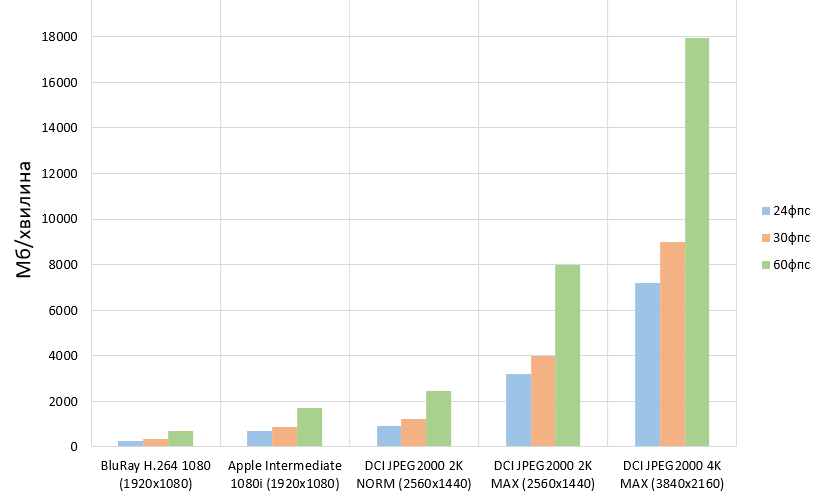 18000
16000
14000
12000
10000
8000
6000
4000
2000
0
Мб/хвилина
BluRay H.264 1080
(1920x1080)
Apple Intermediate
1080i (1920x1080)
DCI JPEG2000 2K
NORM (2560x1440)
DCI JPEG2000 2K
MAX (2560x1440)
DCI JPEG2000 4K
MAX (3840x2160)
24фпс
30фпс
60фпс